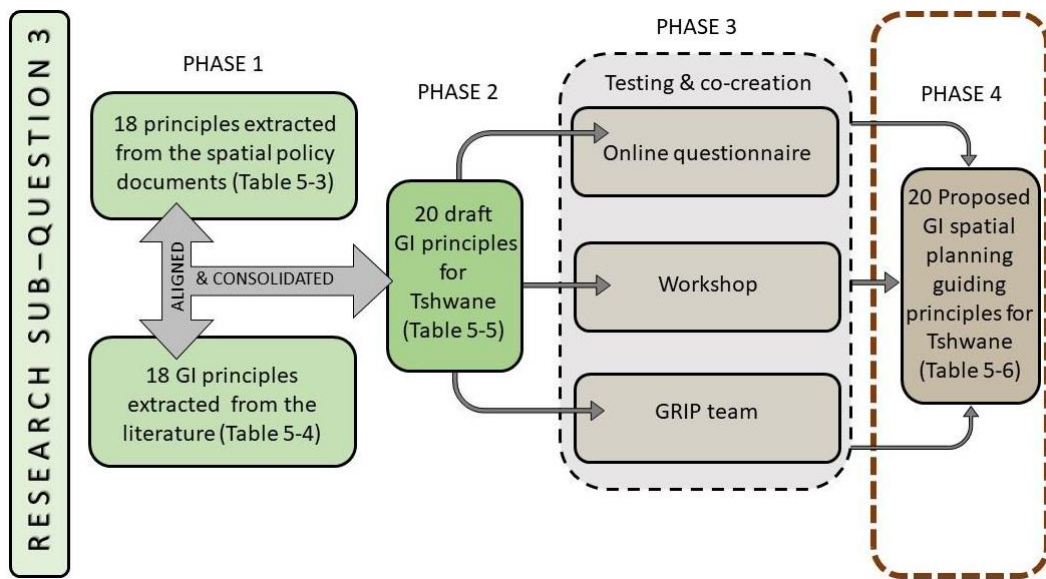 RESEARCH SUB-QUESTION 3
PHASE 1
18 principles extracted
from the spatial policy
documents (Table 5-3)
ALIGNED
& CONSOLIDATED
18 GI principles
extracted from the
literature (Table 5-4)
PHASE 2
20 draft
GI principles
for
Tshwane
(Table 5-5)
PHASE 3
Testing & co-creation
Online questionnaire
Workshop
GRIP team
PHASE 4
20 Proposed
GI spatial
planning
guiding
principles for
Tshwane
(Table 5-6)